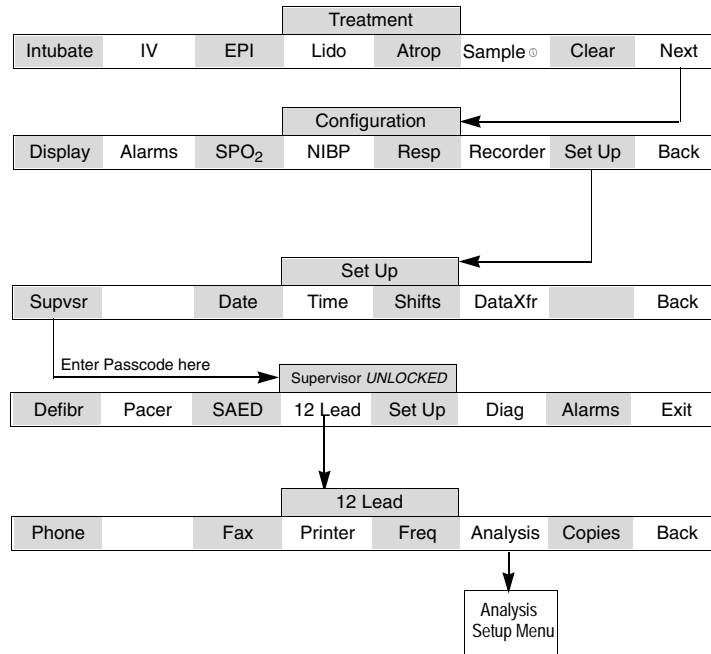 Treatment
Intubate IV EPI Lido Atrop Sample Clear Next
Configuration
Display Alarms SPO2 NIBP Resp Recorder Set Up Back
Set Up
Supvsr Date Time Shifts DataXfr Back
Enter Passcode here
Supervisor UNLOCKED
Defibr Pacer SAED 12 Lead Set Up Diag Alarms Exit
12 Lead
Phone Fax Printer Freq Analysis Copies Back
Analysis
Setup Menu